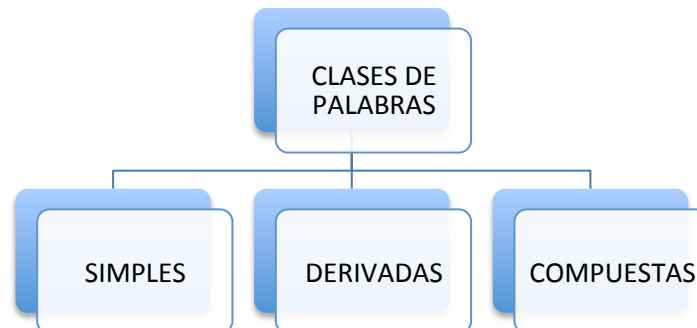 CLASES DE
PALABRAS
SIMPLES
DERIVADAS
COMPUESTAS